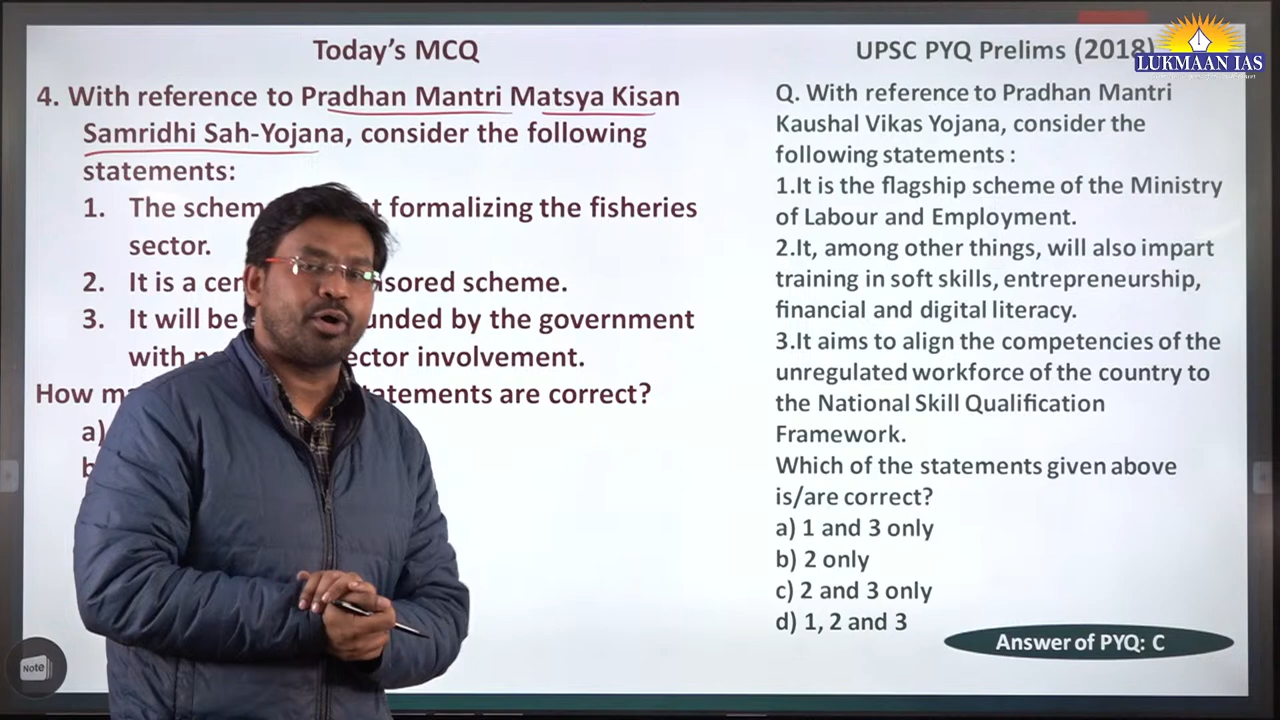 Today's MCQ
4. With reference to Pradhan Mantri Matsya Kisan
Samridhi Sah-Yojana, consider the following
statements:
1. The schem t formalizing the fisheries
sector.
2. It is a cen sored scheme.
3. It will be unded by the government
with ector involvement.
How ma tatements are correct?
a)
b
UPSC PYQ Prelims (2018)
LUKMAAN IAS
Q. With reference to Pradhan Mantri
Kaushal Vikas Yojana, consider the
following statements :
1.It is the flagship scheme of the Ministry
of Labour and Employment.
2.It, among other things, will also impart
training in soft skills, entrepreneurship,
financial and digital literacy.
3.It aims to align the competencies of the
unregulated workforce of the country to
the National Skill Qualification
Framework.
Which of the statements given above
is/are correct?
a) 1 and 3 only
b) 2 only
c) 2 and 3 only
d) 1, 2 and 3
Answer of PYQ: C
Note